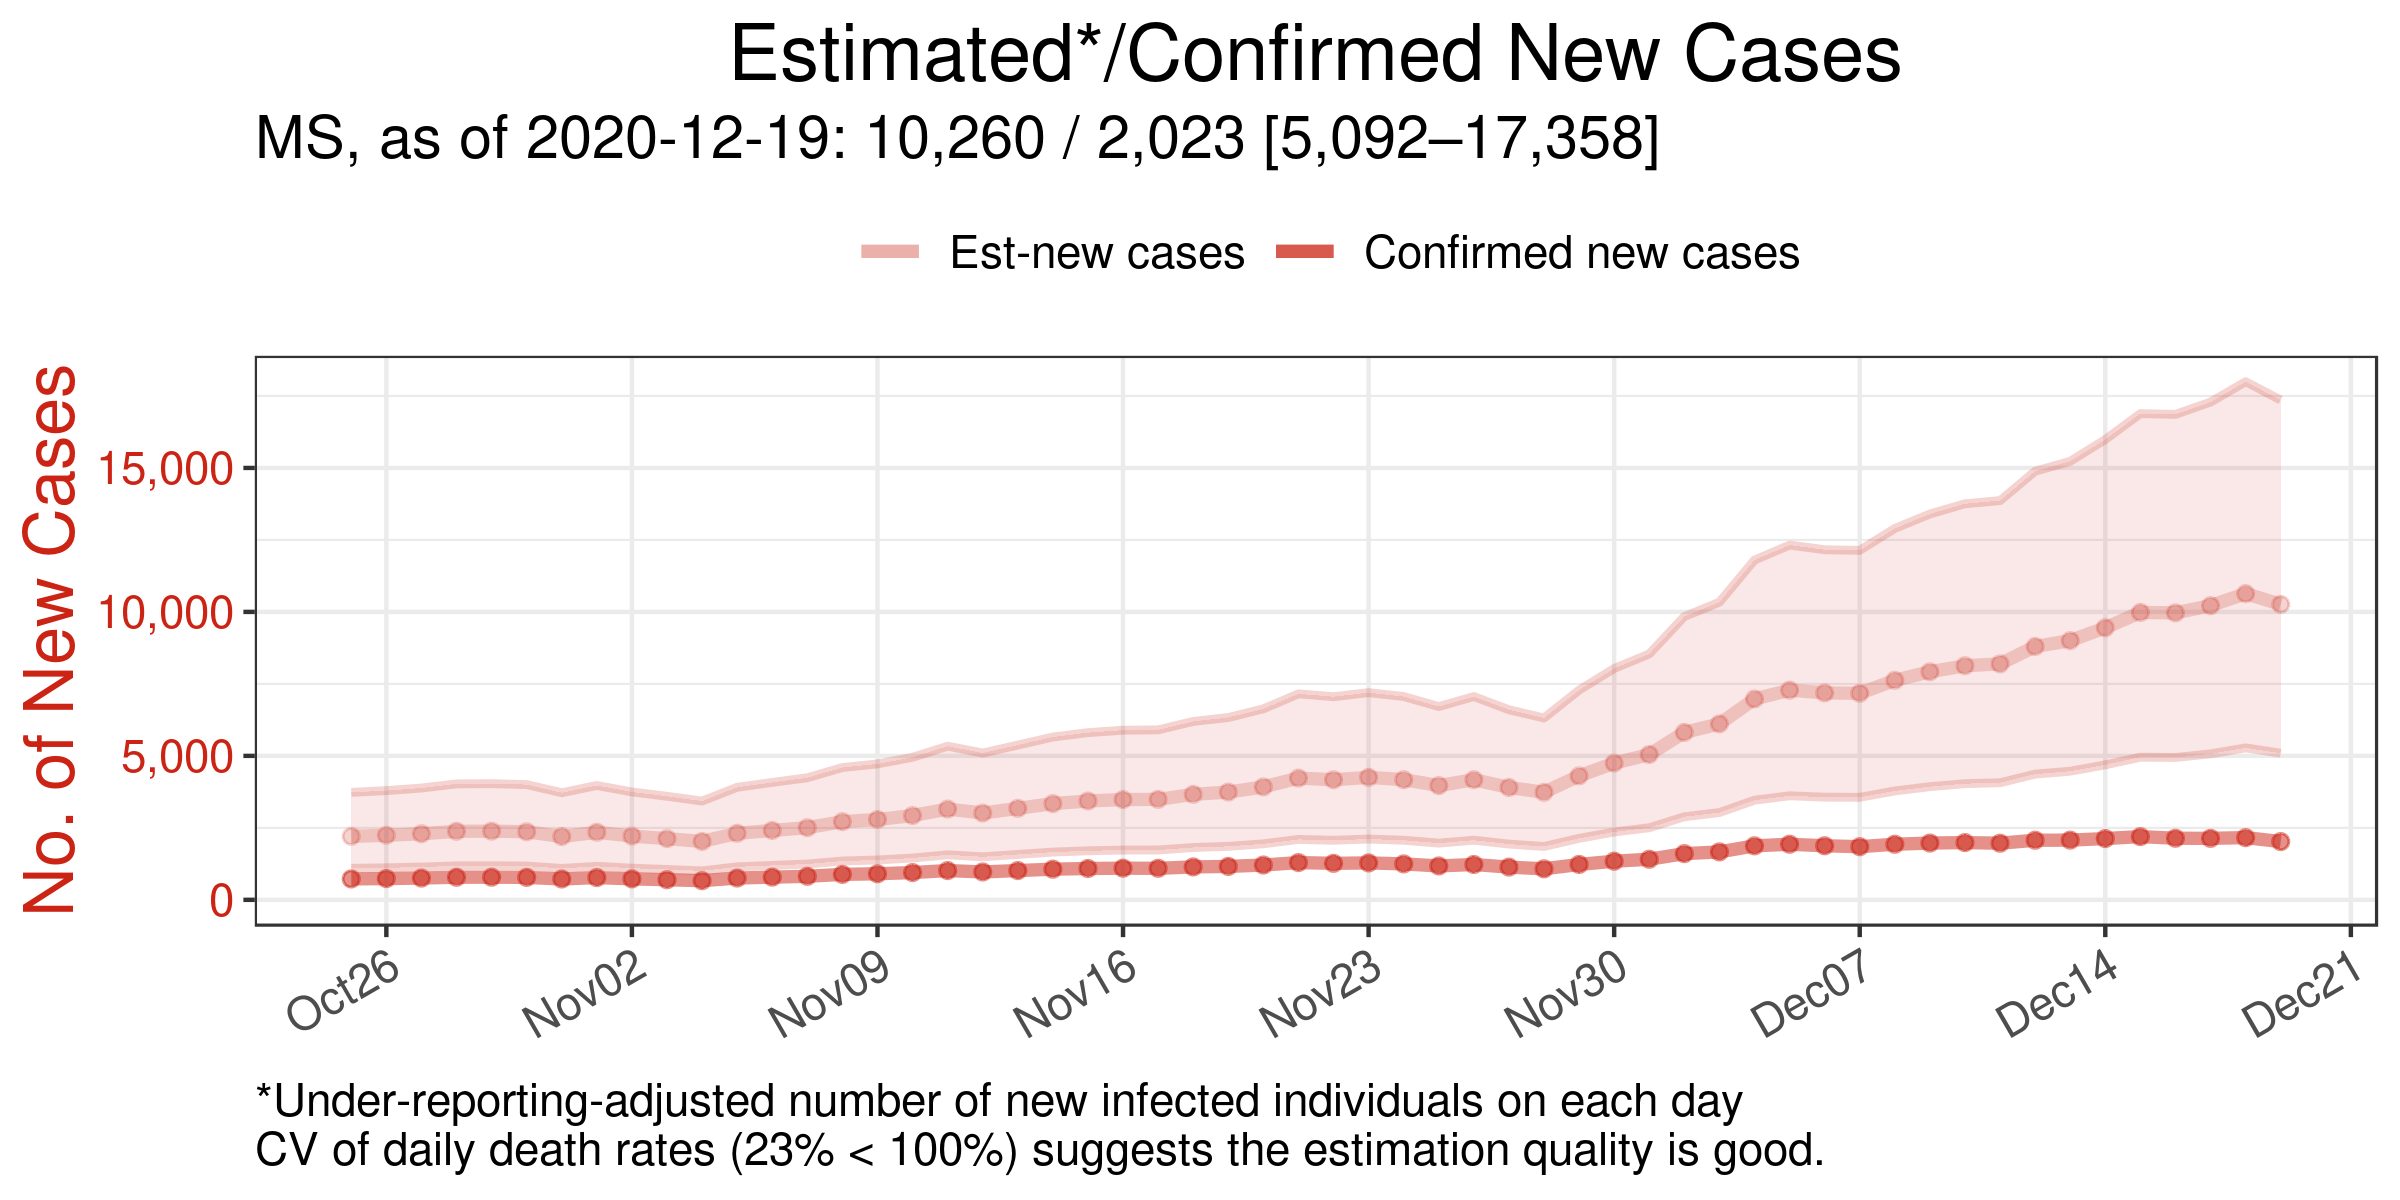 Estimated*/Confirmed New Cases
MS, as of 2020-12-19: 10,260 / 2,023 [5,092–17,358]
Est-new cases
Confirmed new cases
No. of New Cases
15,000
10,000
5,000
0
Oct26
Nov02
Nov09
Nov16
Nov23
Nov30
Dec07
Dec14
Dec21
*Under-reporting-adjusted number of new infected individuals on each day
CV of daily death rates (23% < 100%) suggests the estimation quality is good.